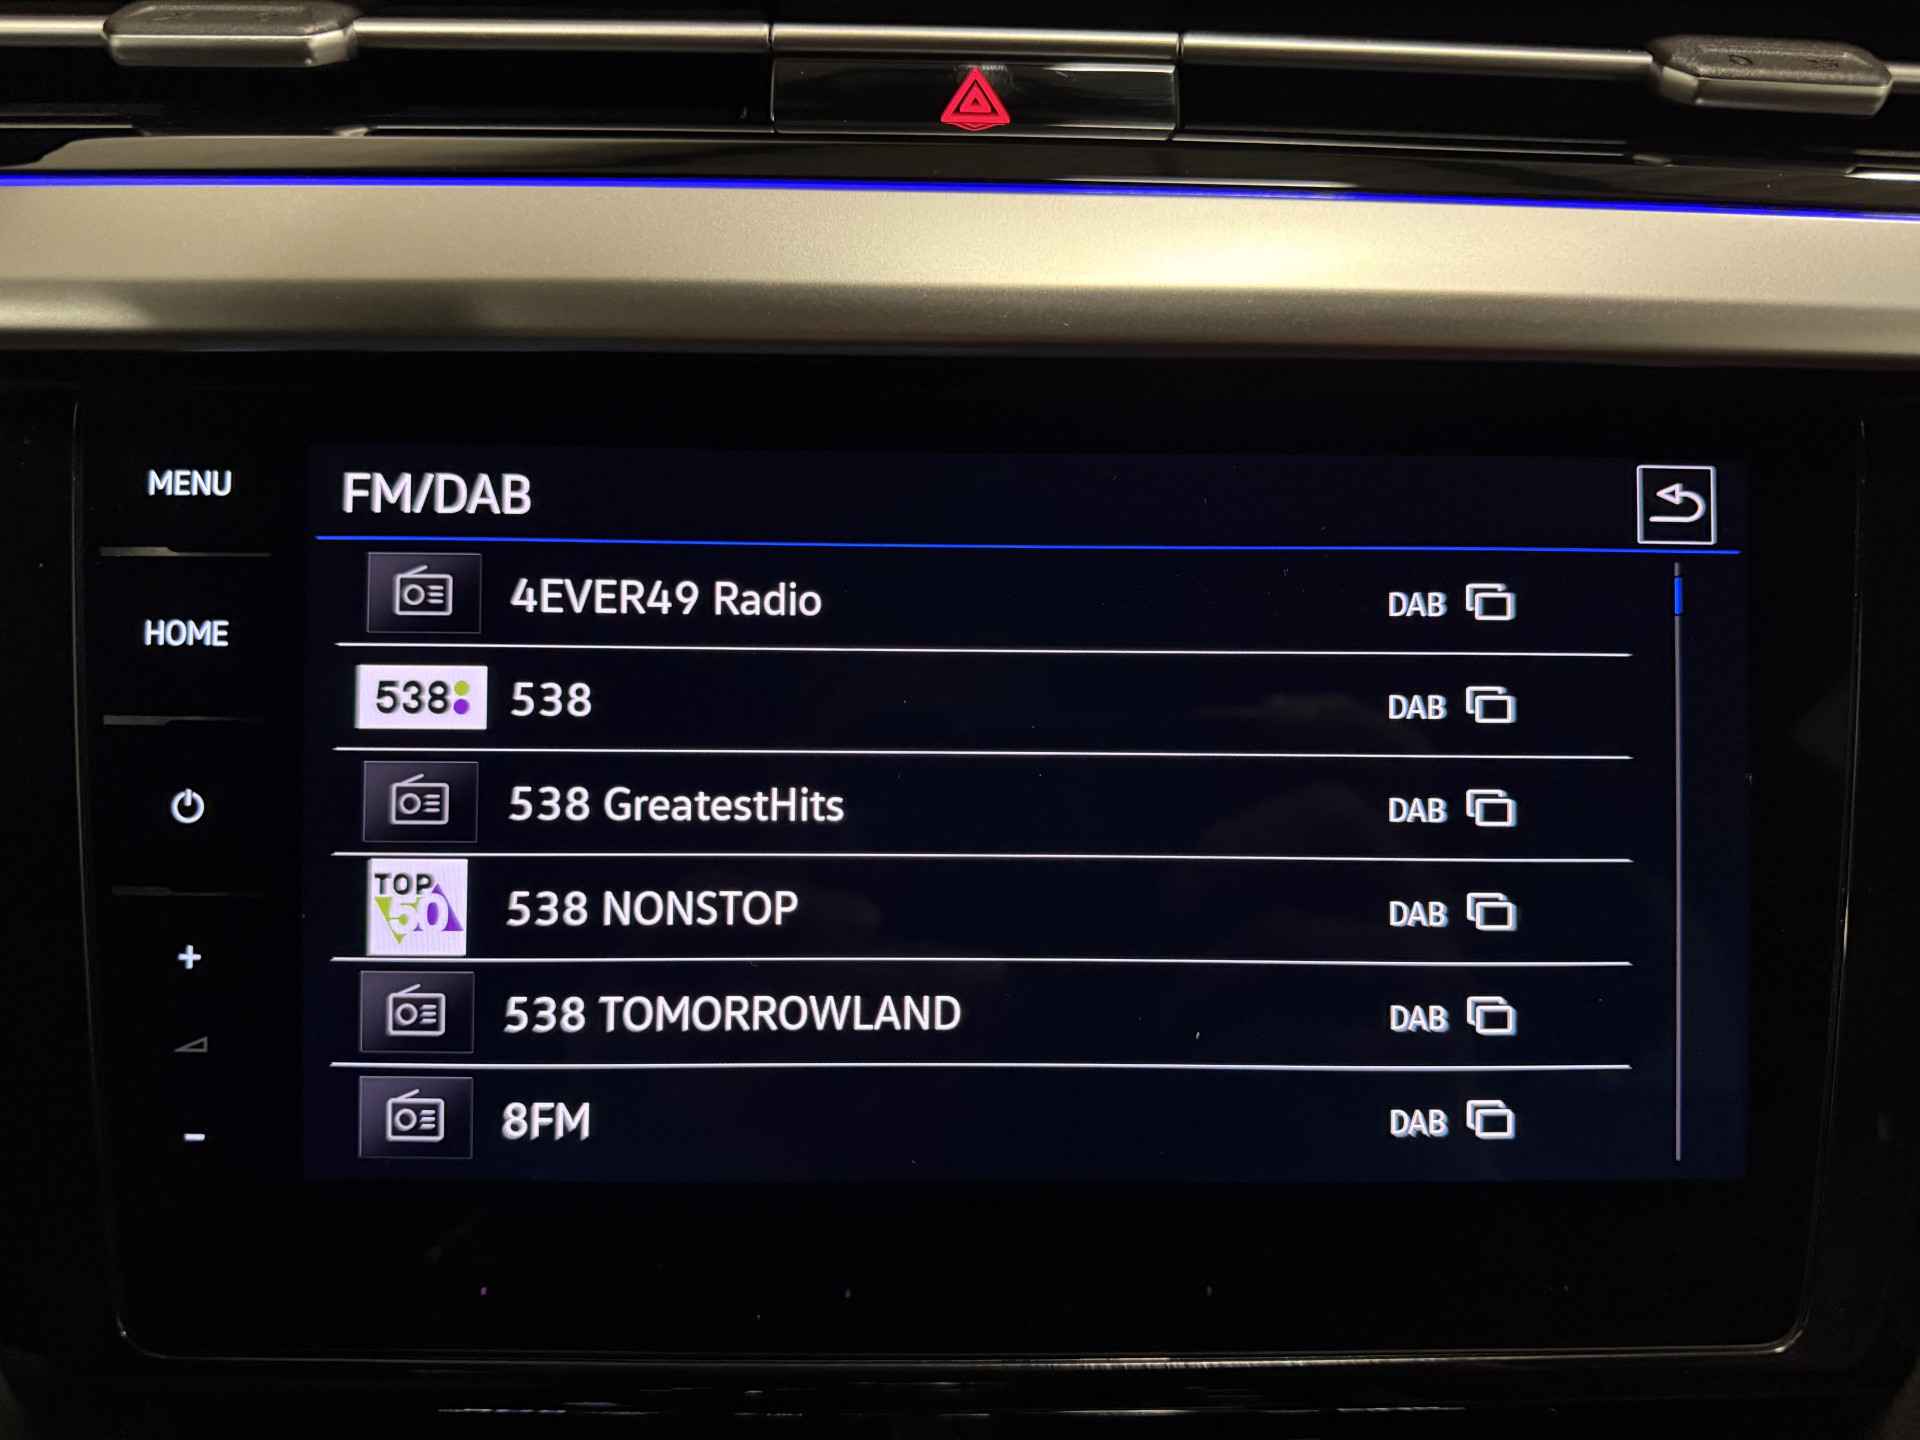 MENU
FM/DAB
4EVER49 Radio DAB
HOME
538 538 DAB
538 GreatestHits DAB
TOP
50
538 NONSTOP DAB
+
538 TOMORROWLAND DAB
8FM DAB
-